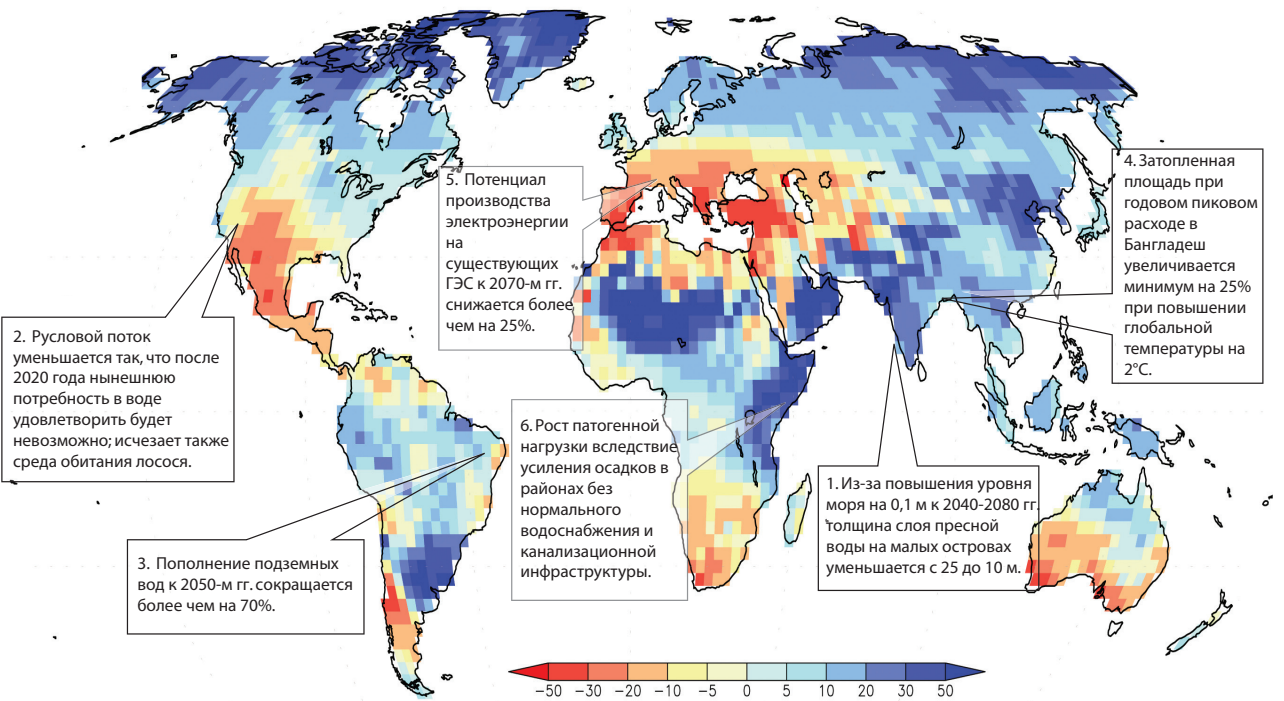 5. Потенциал
производства
электроэнергии
на
существующих
ГЭС к 2070-м гг.
снижается более
чем на 25%.
4. Затопленная
площадь при
годовом пиковом
расходе в
Бангладеш
увеличивается
минимум на 25%
при повышении
глобальной
температуры на
2°C.
2. Русловой поток
уменьшается так, что после
2020 года нынешнюю
потребность в воде
удовлетворить будет
невозможно; исчезает также
среда обитания лосося.
6. Рост патогенной
нагрузки вследствие
усиления осадков в
районах без
нормального
водоснабжения и
канализационной
инфраструктуры.
1. Из-за повышения уровня
моря на 0,1 м к 2040-2080 гг.
толщина слоя пресной
воды на малых островах
уменьшается с 25 до 10 м.
3. Пополнение подземных
вод к 2050-м гг. сокращается
более чем на 70%.
−50 −30 −20 −10 −5 0 5 10 20 30 50